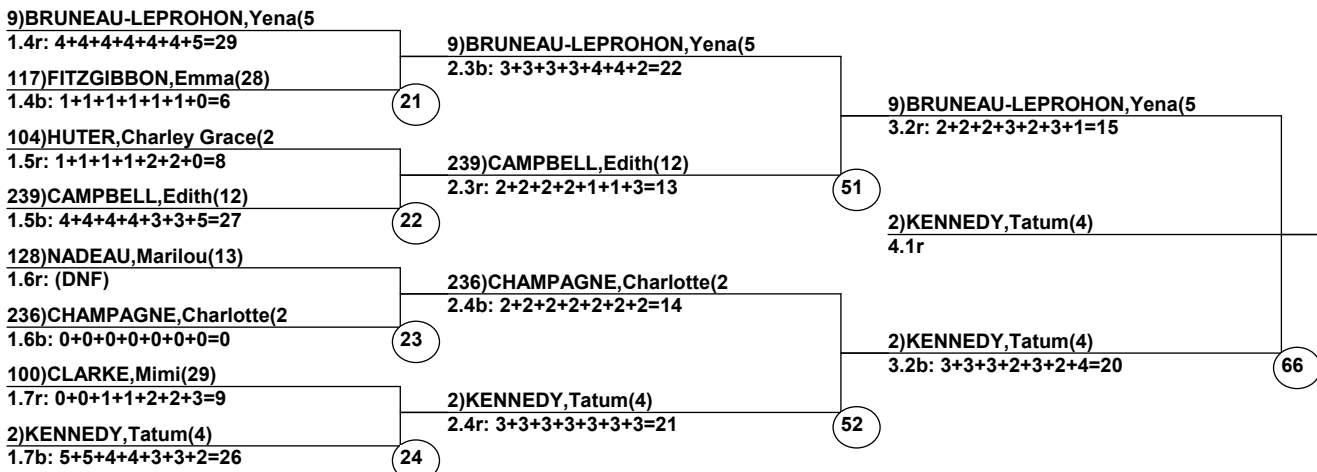 9)BRUNEAU-LEPROHON,Yena(5
1.4r: 4+4+4+4+4+4+5=29
117)FITZGIBBON,Emma(28)
1.4b: 1+1+1+1+1+1+0=6
21
104)HUTER,Charley Grace(2
1.5r: 1+1+1+1+2+2+0=8
239)CAMPBELL,Edith(12)
1.5b: 4+4+4+4+3+3+5=27
22
128)NADEAU,Marilou(13)
1.6r: (DNF)
236)CHAMPAGNE,Charlotte(2
1.6b: 0+0+0+0+0+0+0=0
23
100)CLARKE,Mimi(29)
1.7r: 0+0+1+1+2+2+3=9
2)KENNEDY,Tatum(4)
1.7b: 5+5+4+4+3+3+2=26
24
9)BRUNEAU-LEPROHON,Yena(5
2.3b: 3+3+3+3+4+4+2=22
239)CAMPBELL,Edith(12)
2.3r: 2+2+2+2+1+1+3=13
51
236)CHAMPAGNE,Charlotte(2
2.4b: 2+2+2+2+2+2+2=14
2)KENNEDY,Tatum(4)
2.4r: 3+3+3+3+3+3+3=21
52
9)BRUNEAU-LEPROHON,Yena(5
3.2r: 2+2+2+3+2+3+1=15
2)KENNEDY,Tatum(4)
3.2b: 3+3+3+2+3+2+4=20
66
2)KENNEDY,Tatum(4)
4.1r